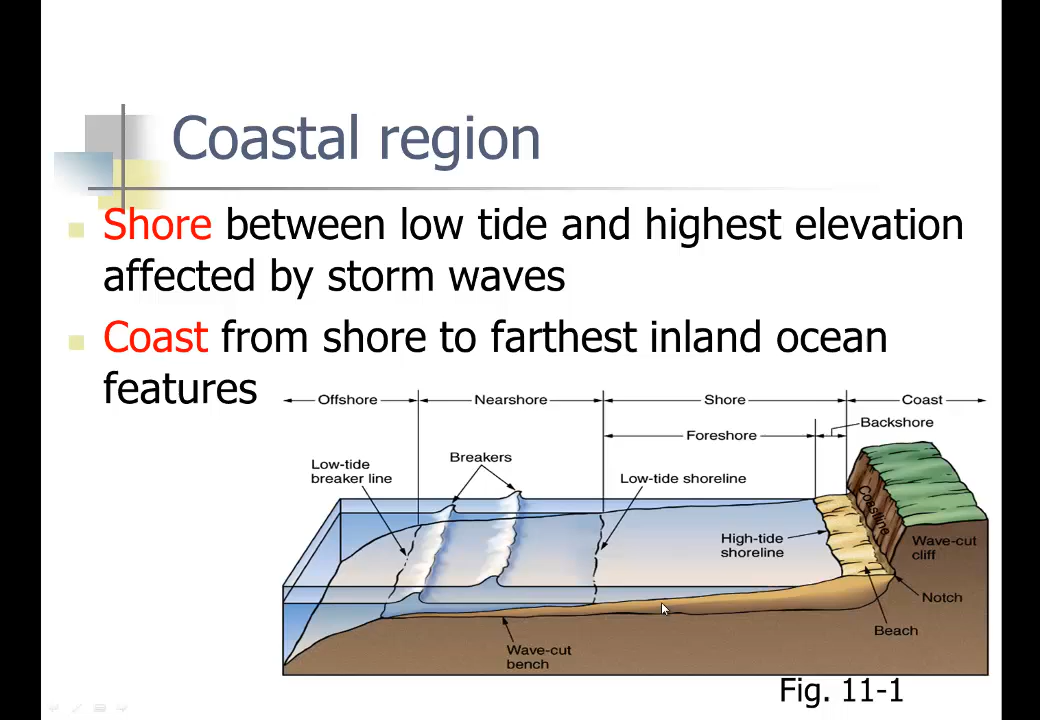 Coastal region
Shore between low tide and highest elevation
affected by storm waves
Coast from shore to farthest inland ocean
features
Offshore
Nearshore
Shore
Coast
Foreshore
Backshore
Low-tide
breaker line
Breakers
Low-tide shoreline
Coastline
High-tide
shoreline
Wave-cut
cliff
Notch
Beach
Wave-cut
bench
Fig. 11-1